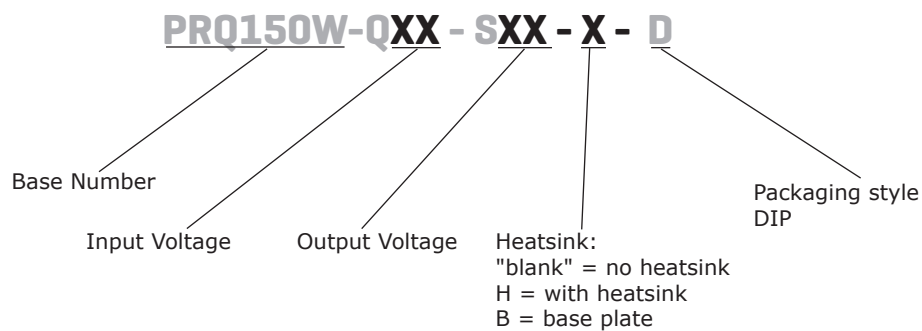 PRQ150W-QXX - SXX - X - D
Base Number
Input Voltage
Output Voltage
Heatsink:
"blank" = no heatsink
H = with heatsink
B = base plate
Packaging style
DIP